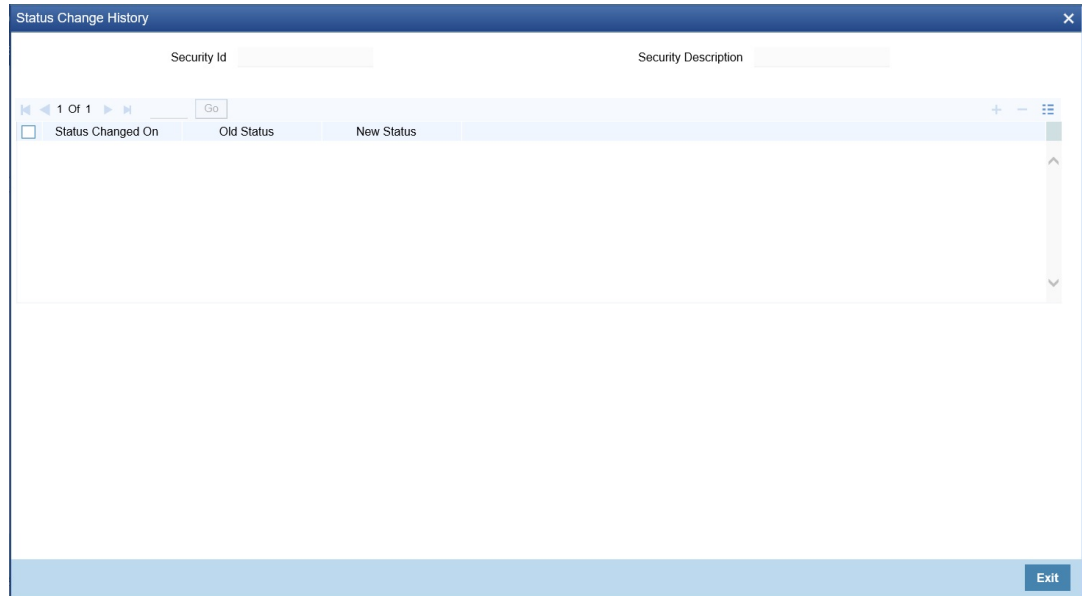 Status Change History
Security Id
Security Description
1 Of 1 Go
Status Changed On Old Status New Status
Exit